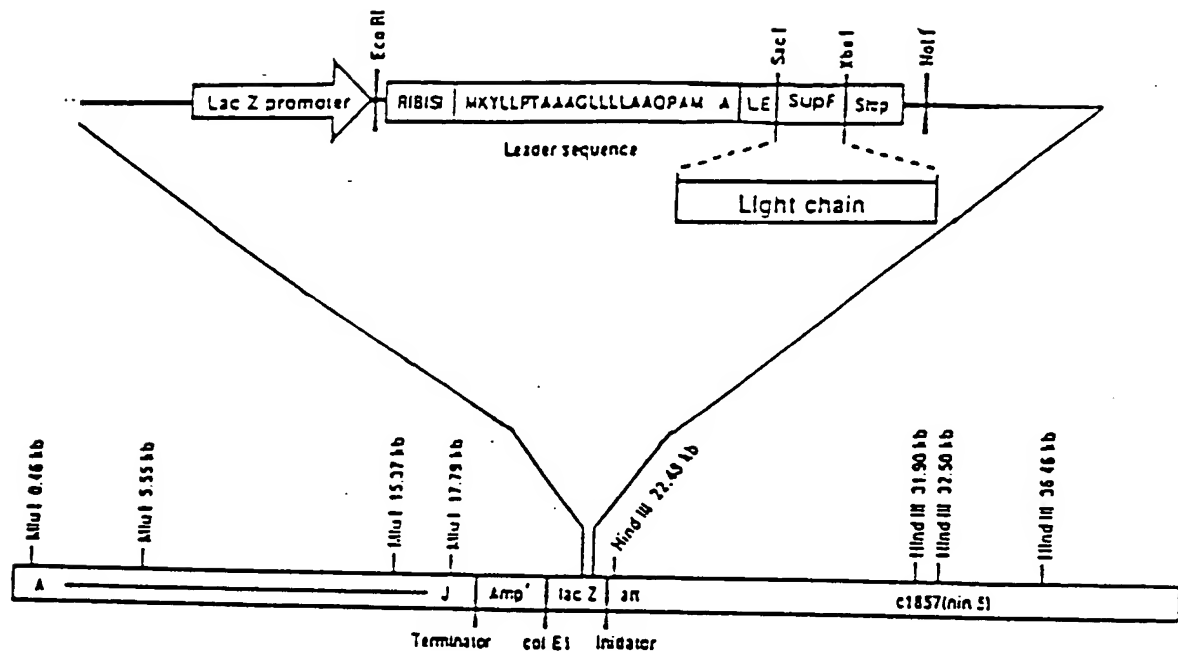 Eco RI
Sac I
Xba I
Not I
Lac Z promoter
RIBISI
MKYLLPTAAAGLLLLAAQPAM A
LE
SupF
Stop
Leader sequence
Light chain
Mlu I 0.46 kb
Mlu I 5.55 kb
Mlu I 15.37 kb
Mlu I 17.79 kb
Hind III 22.43 kb
Hind III 31.90 kb
Hind III 32.50 kb
Hind III 36.46 kb
A
J
Amp r
lac Z
att
c1857(nin 5)
Terminator
col E1
Initiator